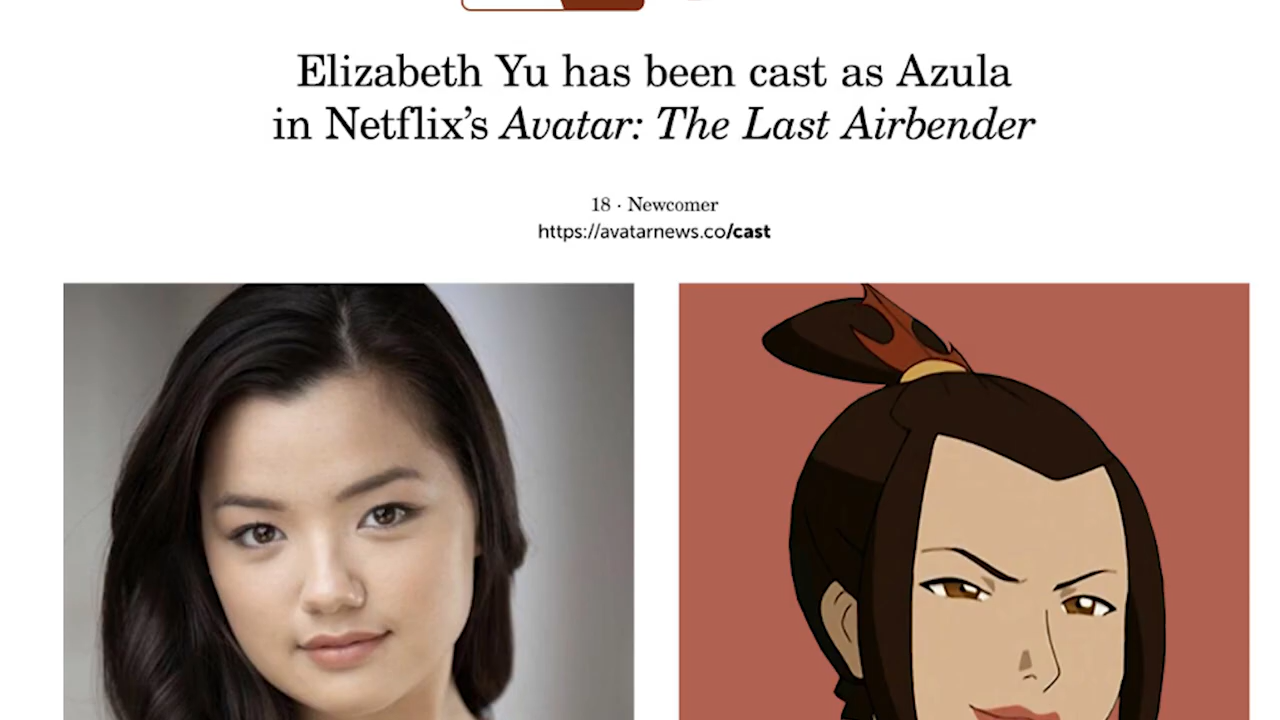 Elizabeth Yu has been cast as Azula
in Netflix’s Avatar: The Last Airbender
18 · Newcomer
https://avatarnews.co/cast